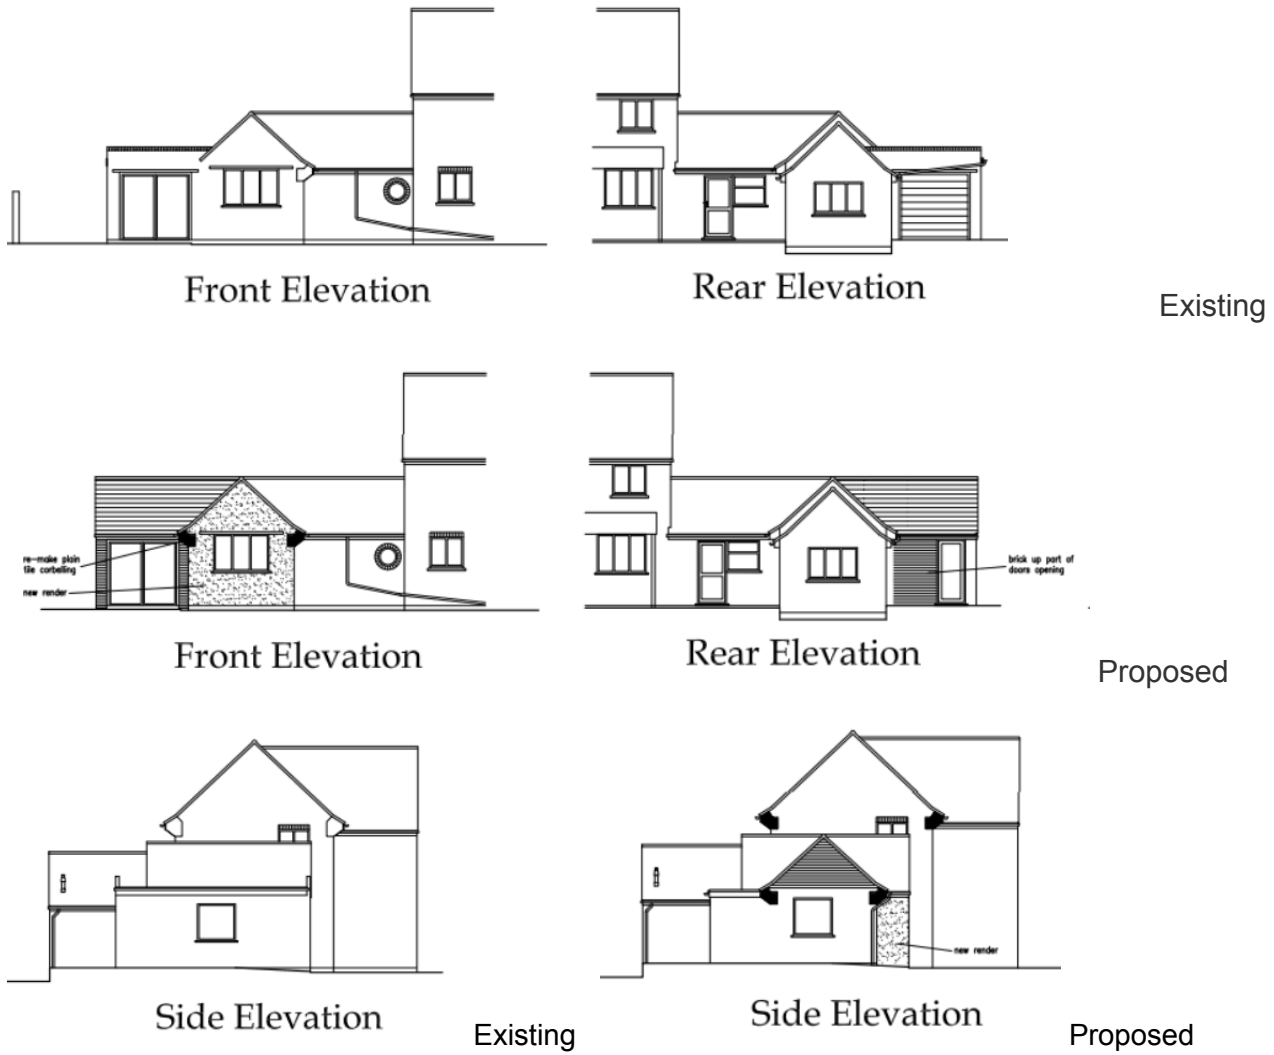 Front Elevation
Rear Elevation
Existing
re-make plain
tile corbelling
new render
brick up part of
doors opening
Front Elevation
Rear Elevation
Proposed
new render
Side Elevation
Existing
Side Elevation
Proposed